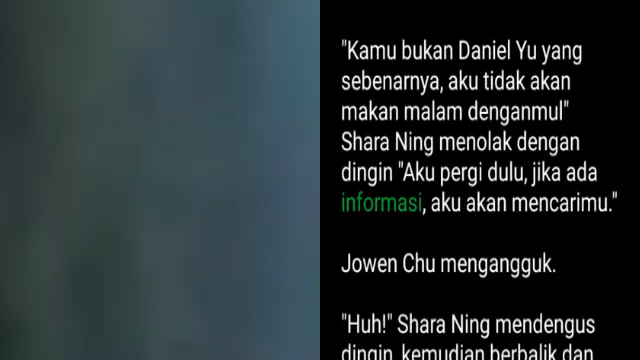 "Kamu bukan Daniel Yu yang
sebenarnya, aku tidak akan
makan malam denganmul"
Shara Ning menolak dengan
dingin "Aku pergi dulu, jika ada
informasi, aku akan mencarimu."
Jowen Chu mengangguk.
"Huh!" Shara Ning mendengus
dingin, kemudian berbalik dan